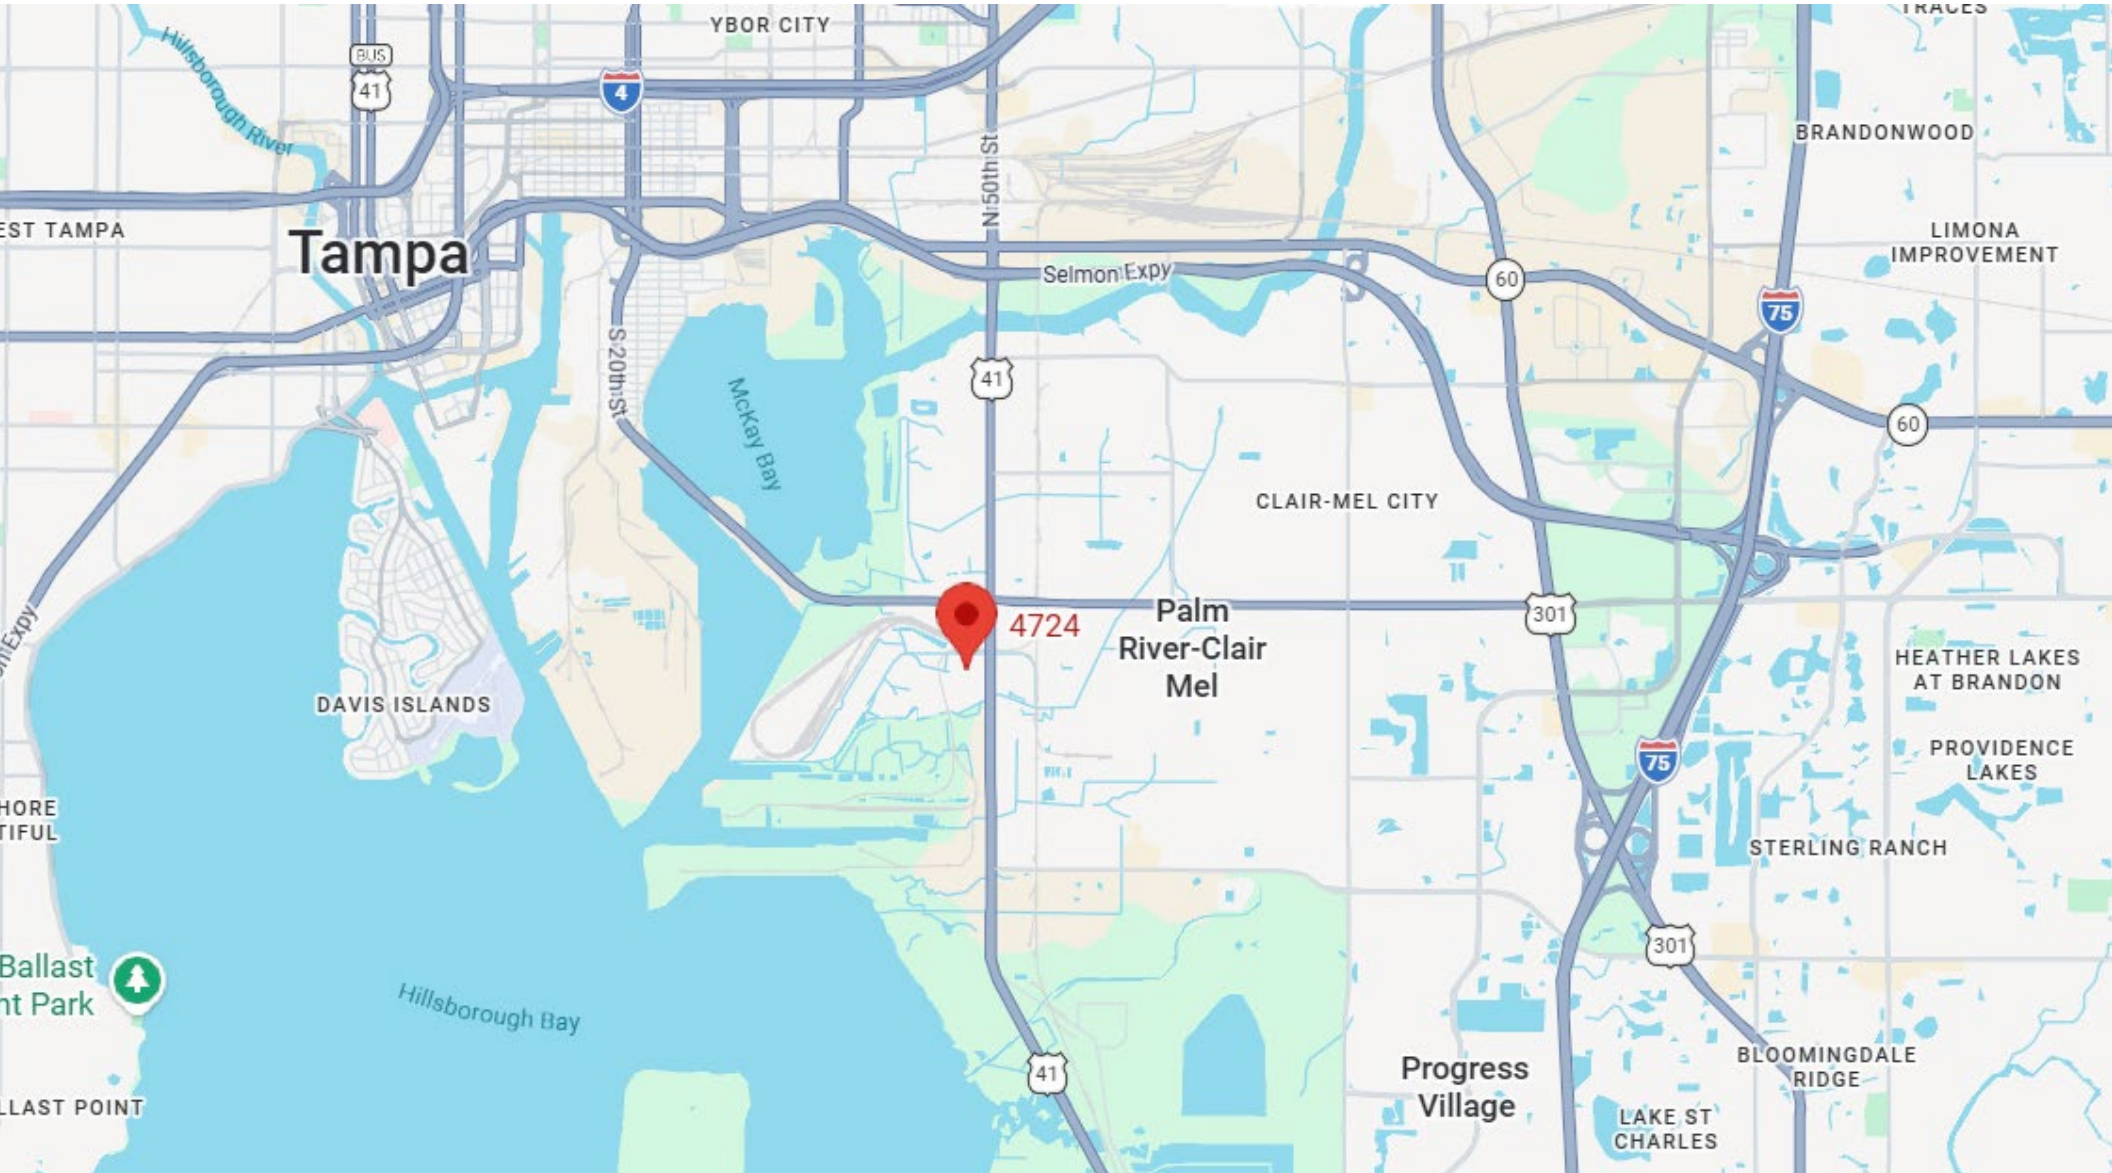 TRACES
YBOR CITY
BUS
41
4
Hillsborough River
BRANDONWOOD
N 50th St
EST TAMPA
Tampa
LIMONA
IMPROVEMENT
Selmon Expy
60
75
S 20th St
41
McKay Bay
60
CLAIR-MEL CITY
4724
Palm
River-Clair
Mel
301
HEATHER LAKES
AT BRANDON
n Expy
DAVIS ISLANDS
75
PROVIDENCE
LAKES
HORE
TIFUL
STERLING RANCH
301
Ballast
nt Park
Hillsborough Bay
41
Progress
Village
BLOOMINGDALE
RIDGE
LLAST POINT
LAKE ST
CHARLES